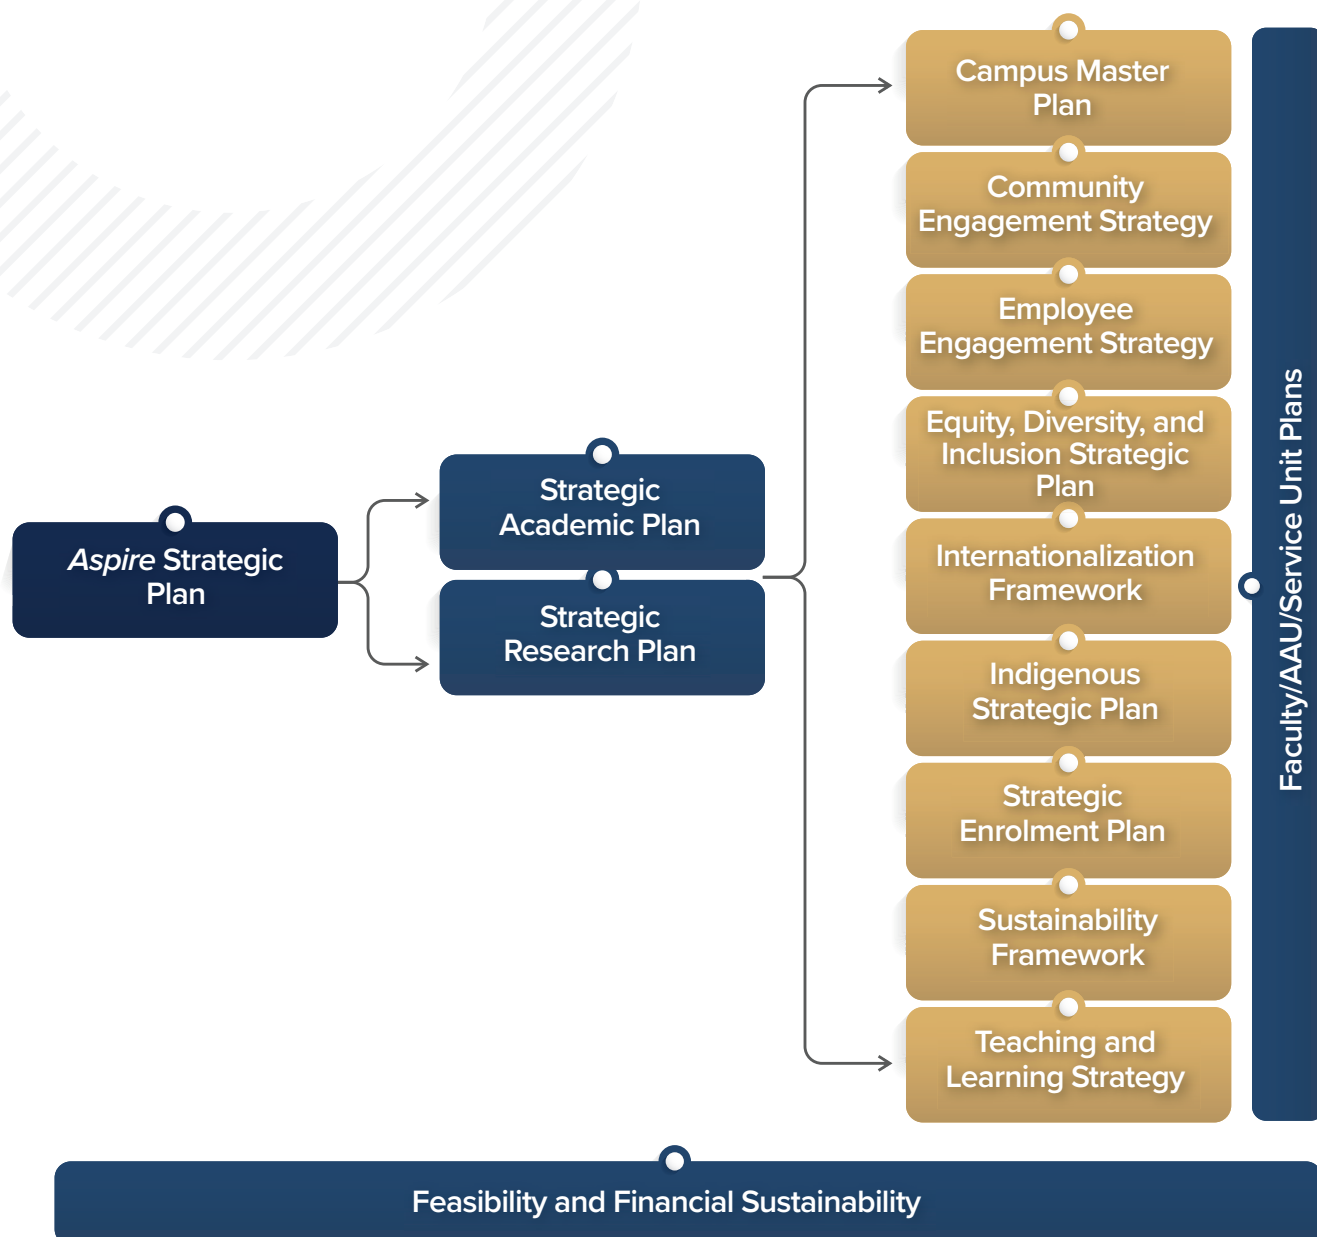 Aspire Strategic
Plan
Strategic
Academic Plan
Strategic
Research Plan
Campus Master
Plan
Community
Engagement Strategy
Employee
Engagement Strategy
Equity, Diversity, and
Inclusion Strategic
Plan
Internationalization
Framework
Indigenous
Strategic Plan
Strategic
Enrolment Plan
Sustainability
Framework
Teaching and
Learning Strategy
Faculty/AAU/Service Unit Plans
Feasibility and Financial Sustainability